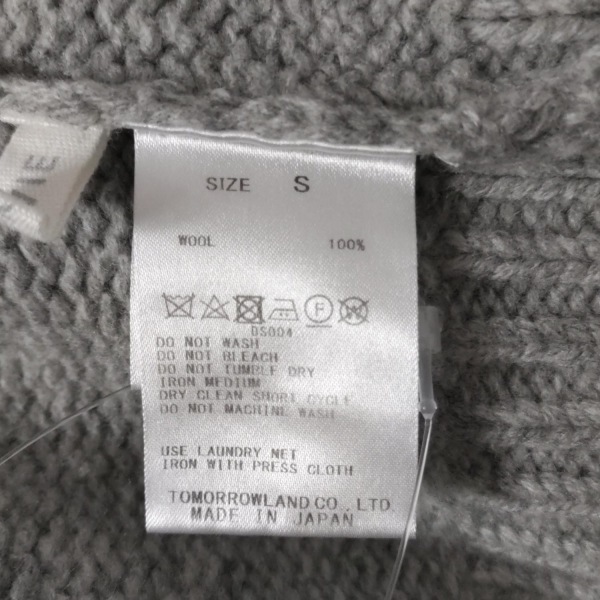 SIZE S
WOOL 100%
F W
DS004
DO NOT WASH
DO NOT BLEACH
DO NOT TUMBLE DRY
IRON MEDIUM
DRY CLEAN SHORT CYCLE
DO NOT MACHINE WASH
USE LAUNDRY NET
IRON WITH PRESS CLOTH
TOMORROWLAND CO., LTD
MADE IN JAPAN